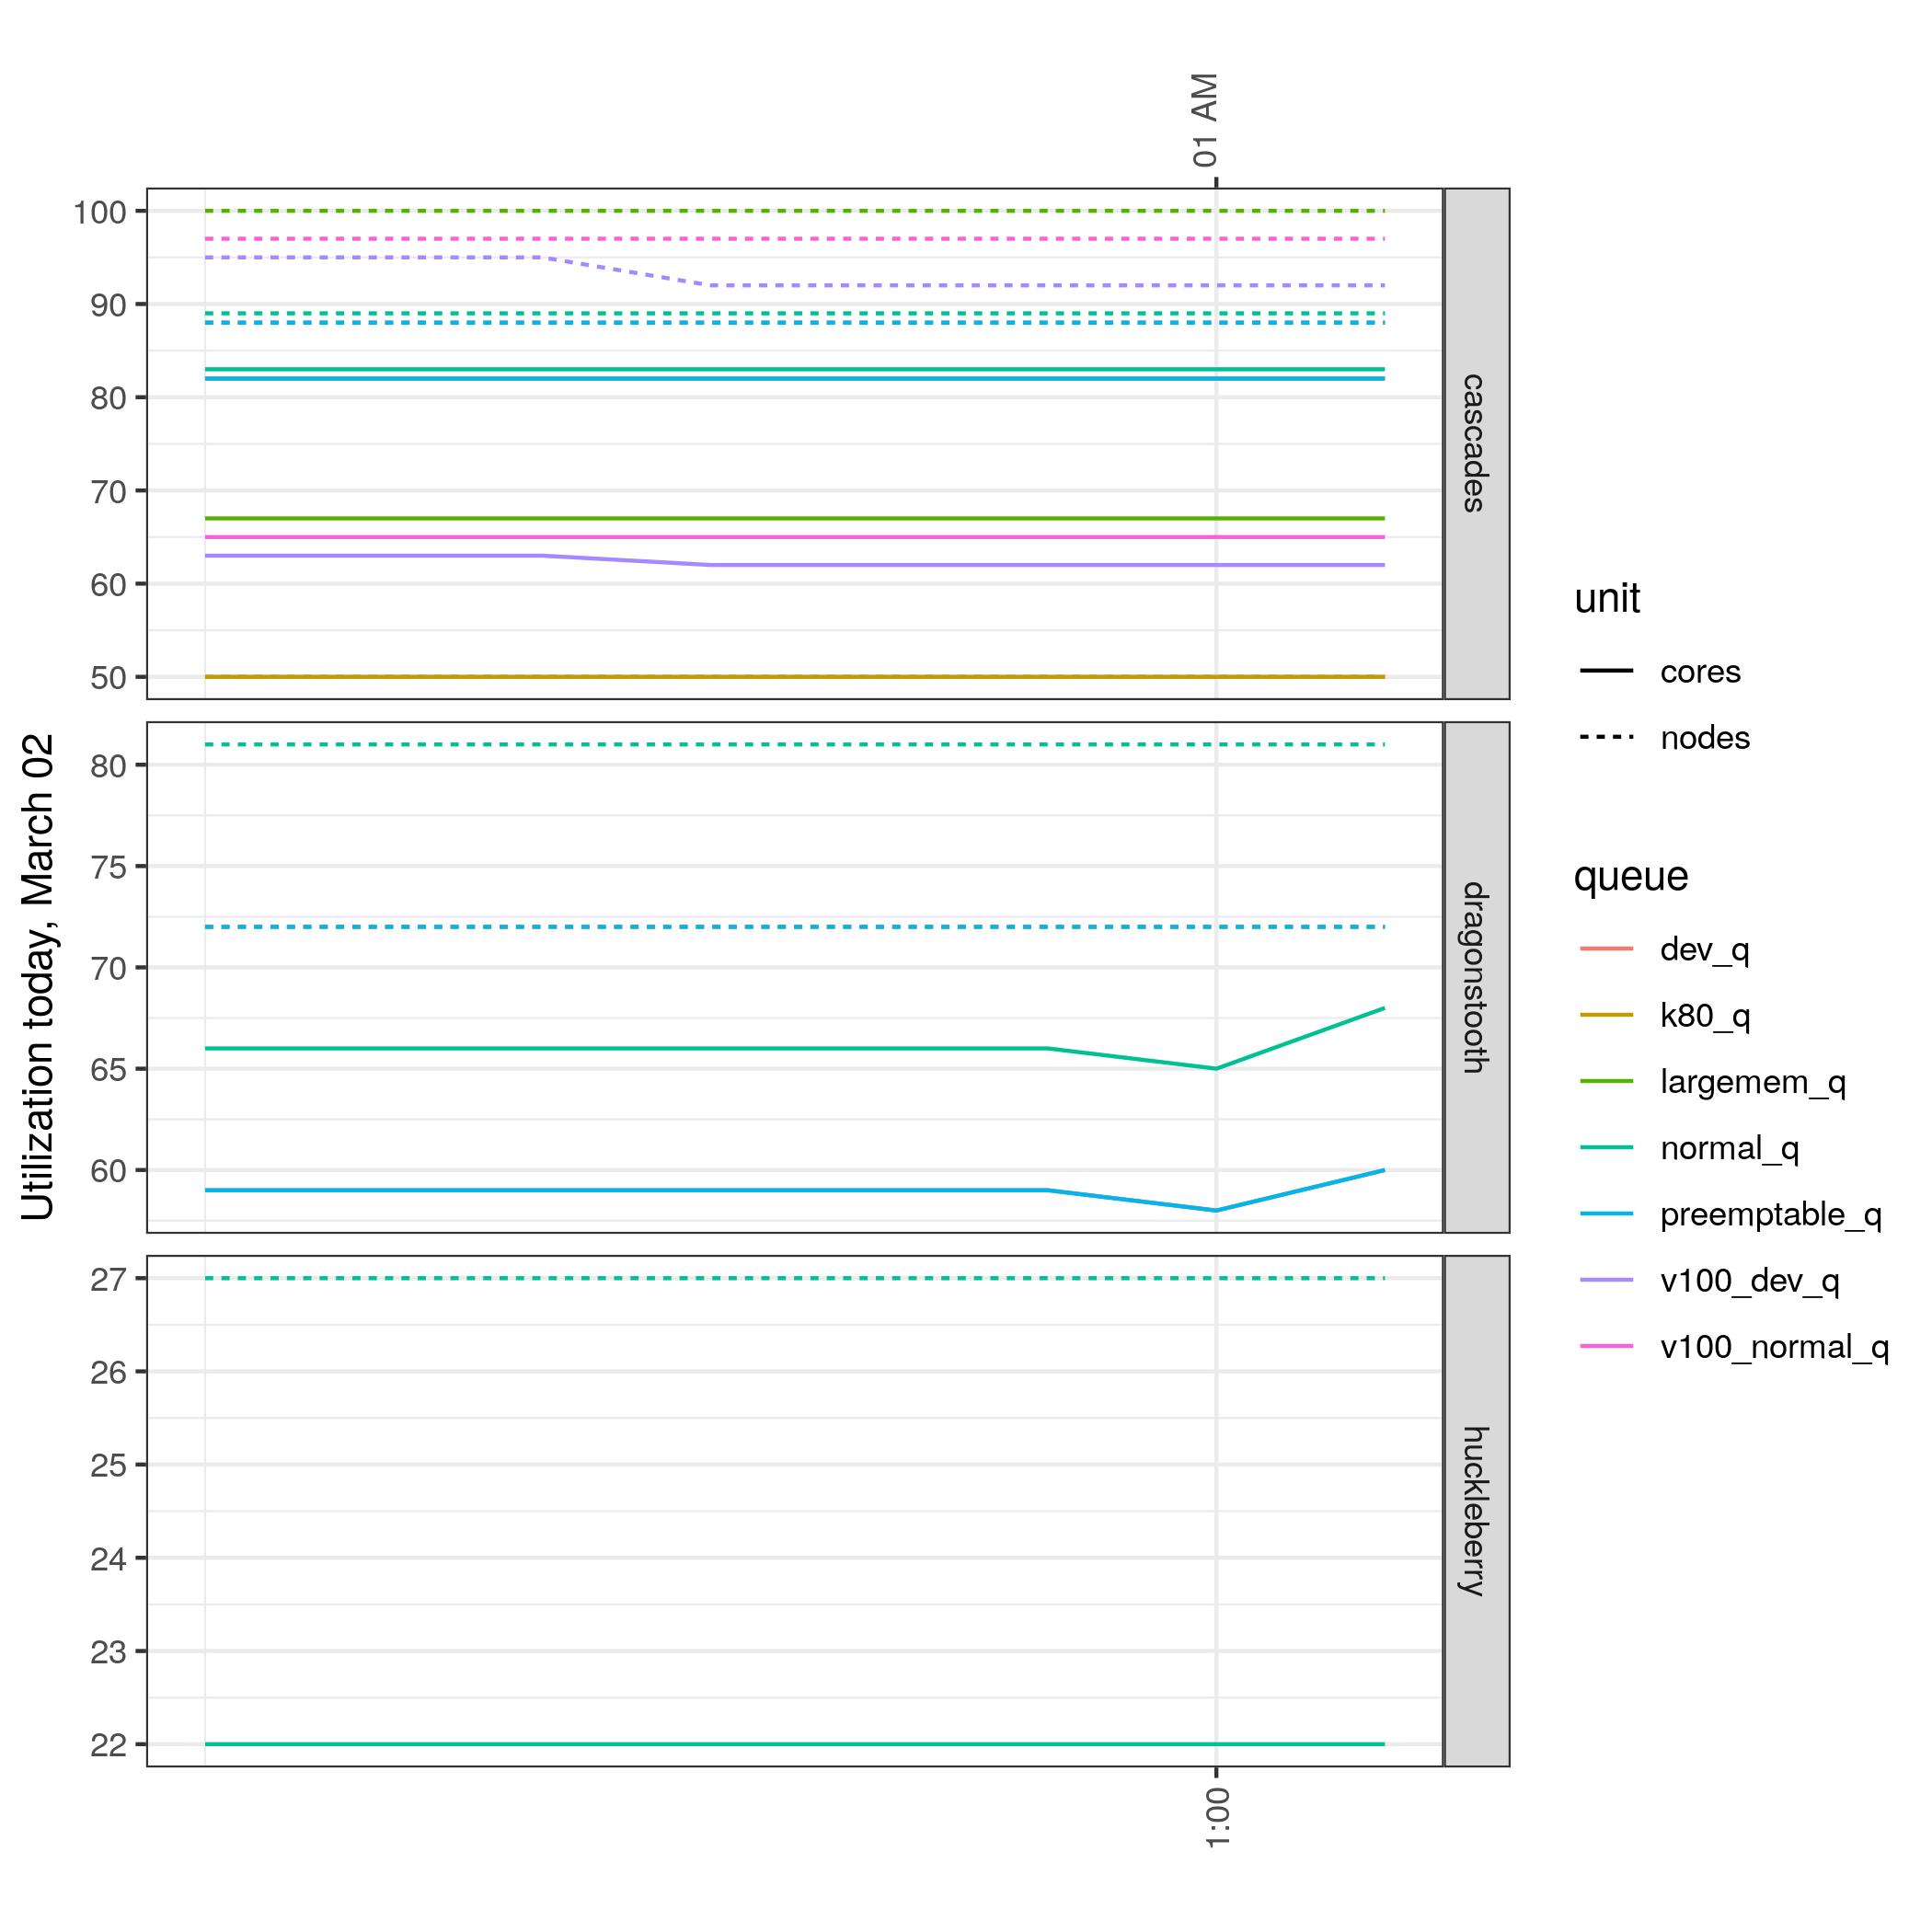 01 AM
100
90
80
70
60
50
cascades
80
75
70
65
60
dragonstooth
27
26
25
24
23
22
huckleberry
1:00
Utilization today, March 02
unit
cores
nodes
queue
dev_q
k80_q
largemem_q
normal_q
preemptable_q
v100_dev_q
v100_normal_q